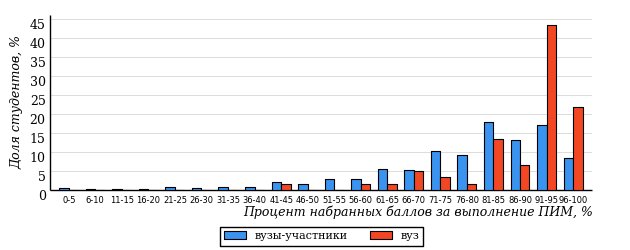 45
40
35
30
25
20
15
10
5
0
Доля студентов, %
0-5 6-10 11-15 16-20 21-25 26-30 31-35 36-40 41-45 46-50 51-55 56-60 61-65 66-70 71-75 76-80 81-85 86-90 91-95 96-100
Процент набранных баллов за выполнение ПИМ, %
вузы-участники вуз